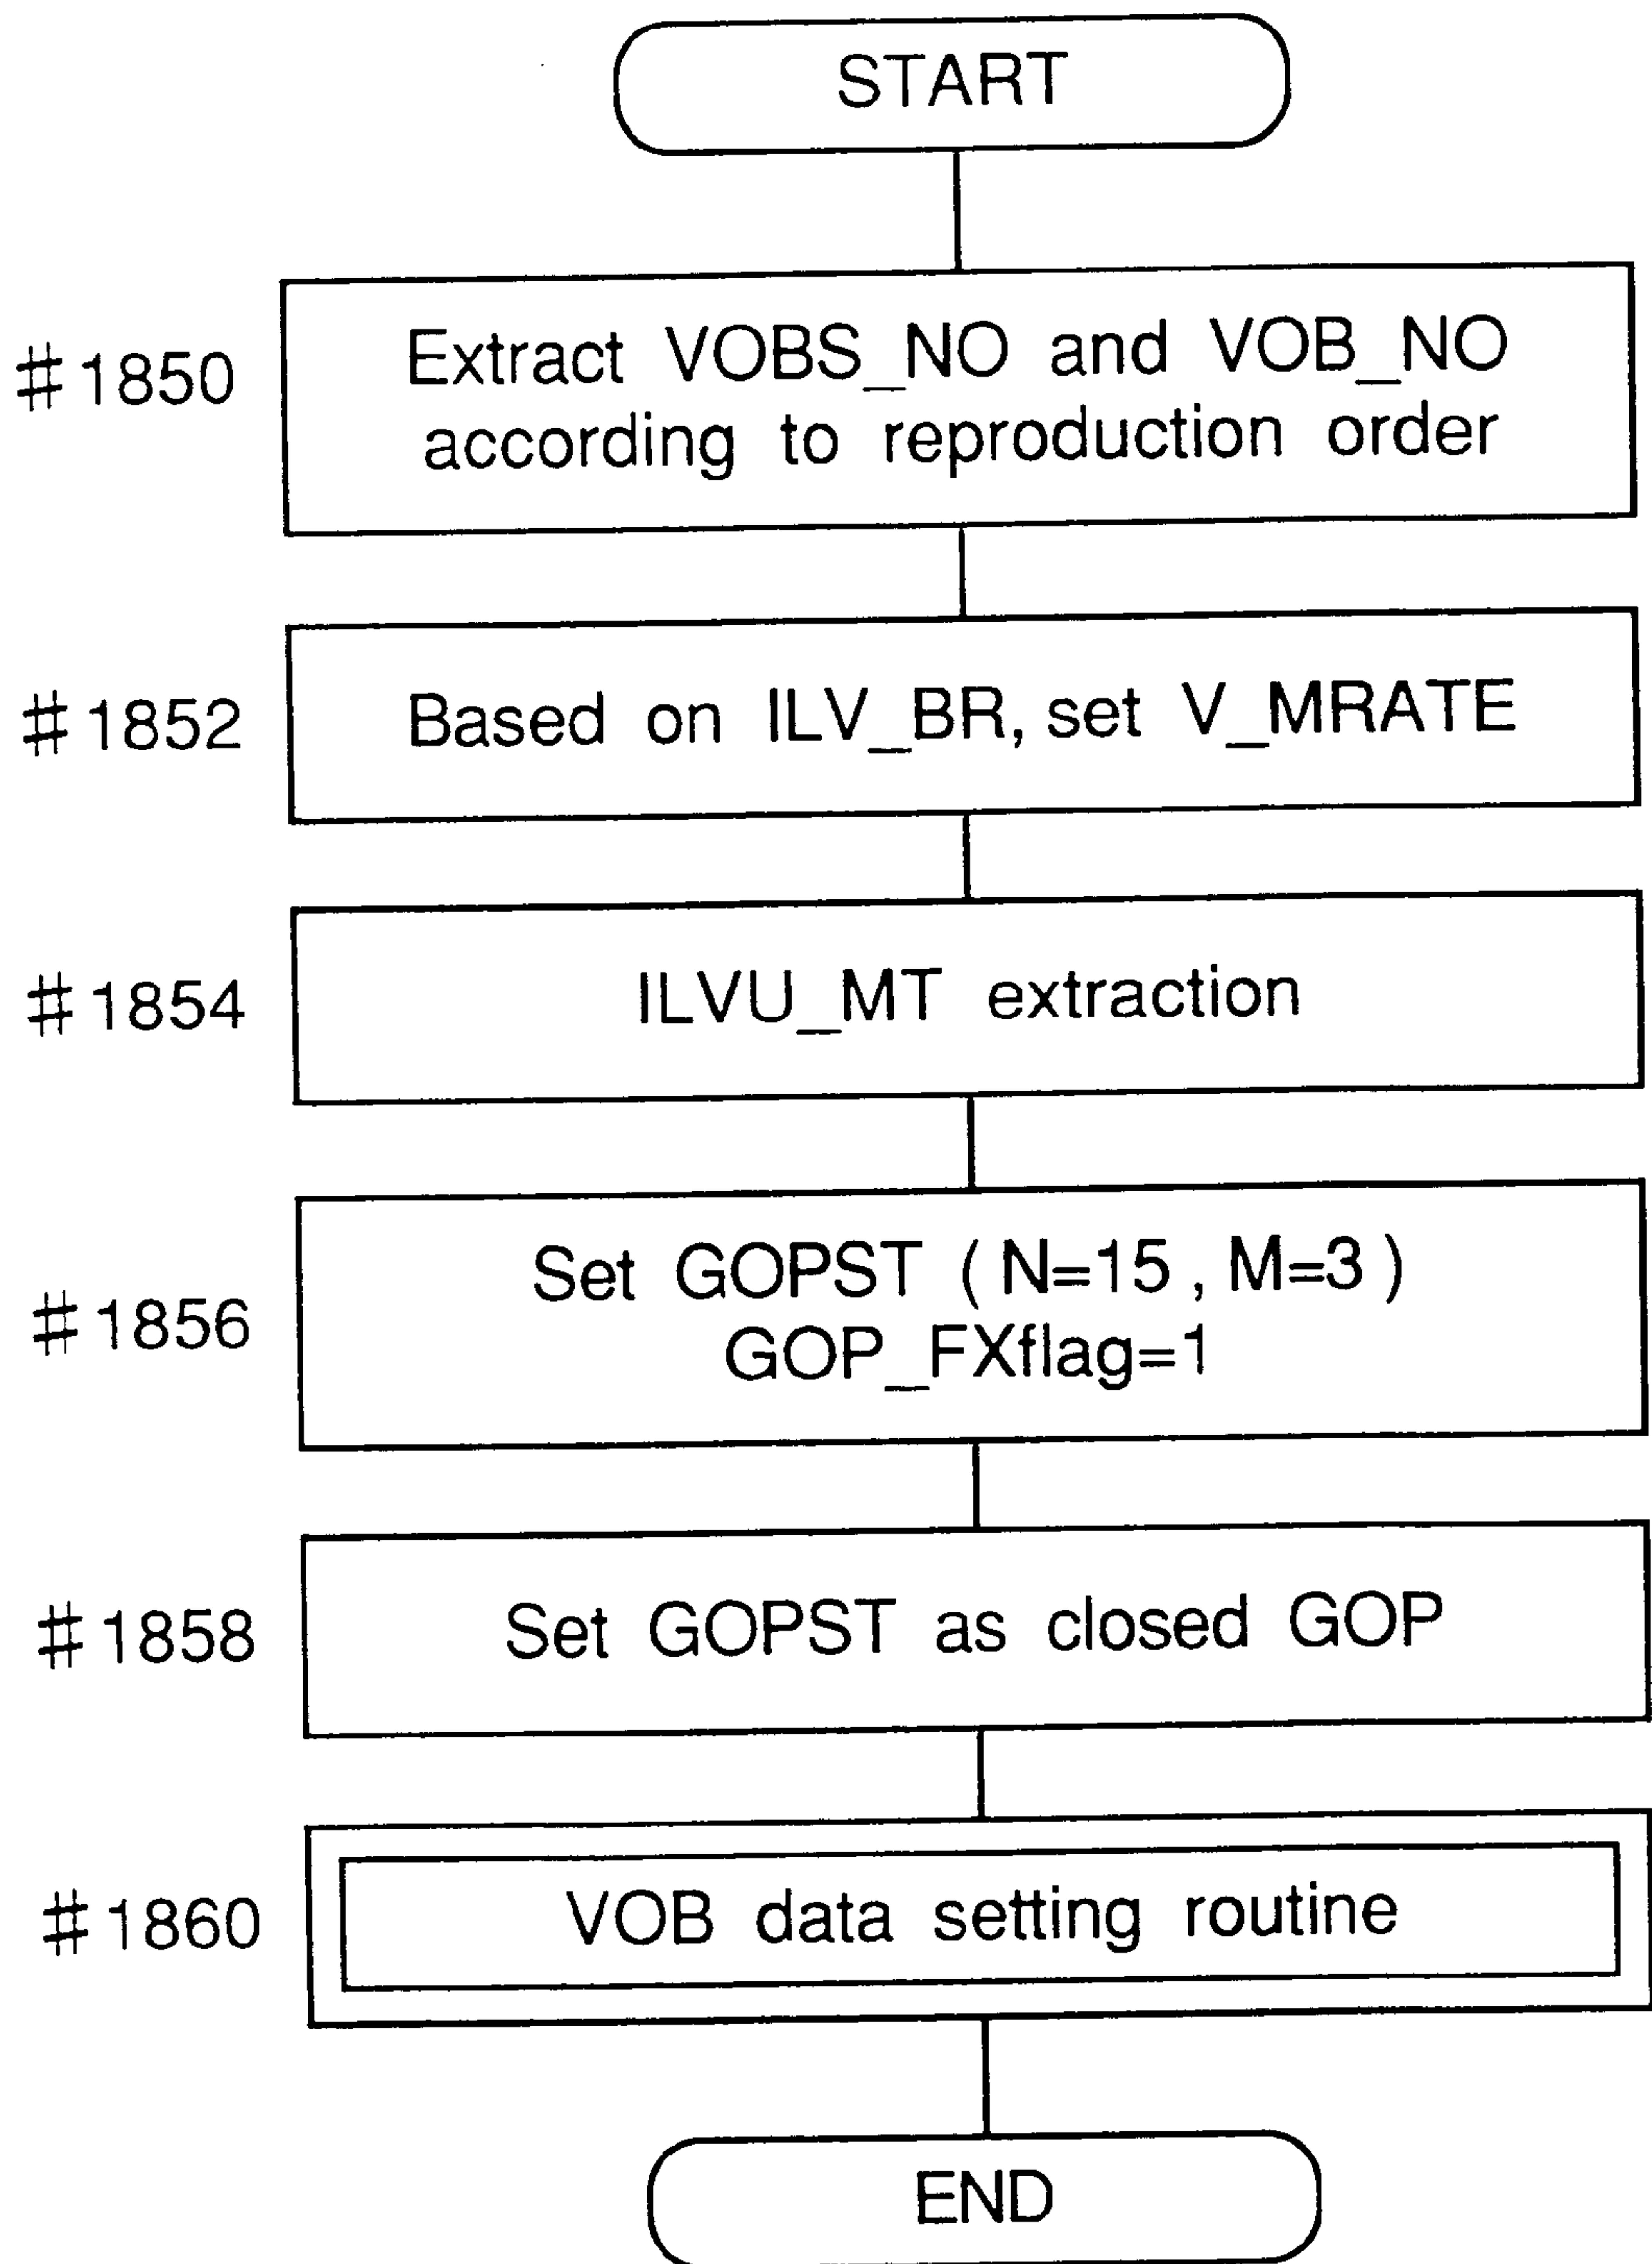 START
#1850
Extract VOBS_NO and VOB_NO
according to reproduction order
#1852
Based on ILV_BR, set V_MRATE
#1854
ILVU_MT extraction
#1856
Set GOPST ( N=15 , M=3 )
GOP_FXflag=1
#1858
Set GOPST as closed GOP
#1860
VOB data setting routine
END